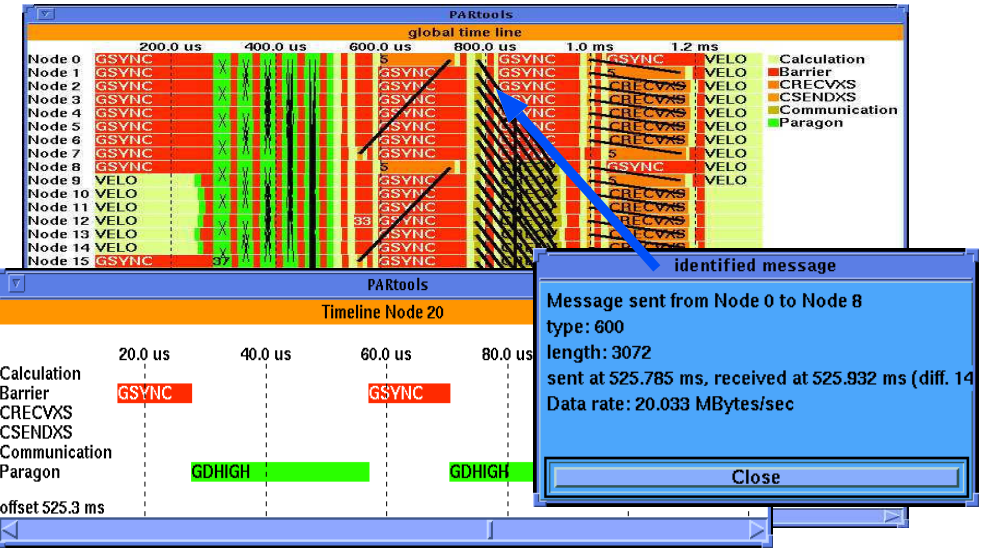 PARtools
global time line
200.0 us 400.0 us 600.0 us 800.0 us 1.0 ms 1.2 ms
Node 0 GSYNC 5 GSYNC GSYNC VELO Calculation
Node 1 GSYNC GSYNC GSYNC 5 VELO Barrier
Node 2 GSYNC GSYNC GSYNC CRECVXS VELO CRECVXS
Node 3 GSYNC GSYNC GSYNC CRECVXS VELO CSENDXS
Node 4 GSYNC GSYNC GSYNC CRECVXS VELO Communication
Node 5 GSYNC GSYNC CRECVXS VELO Paragon
Node 6 GSYNC GSYNC CRECVXS VELO
Node 7 GSYNC GSYNC 5 VELO
Node 8 GSYNC 5 GSYNC VELO
Node 9 VELO GSYNC 5 VELO
Node 10 VELO GSYNC CRECVXS
Node 11 VELO GSYNC CRECVXS
Node 12 VELO 33 GSYNC CRECVXS
Node 13 VELO GSYNC CRECVXS
Node 14 VELO GSYNC
Node 15 GSYNC 37 GSYNC
identified message
Message sent from Node 0 to Node 8
type: 600
length: 3072
sent at 525.785 ms, received at 525.932 ms (diff. 14
Data rate: 20.033 MBytes/sec
Close
PARtools
Timeline Node 20
20.0 us 40.0 us 60.0 us 80.0 us
Calculation
Barrier GSYNC GSYNC
CRECVXS
CSENDXS
Communication
Paragon GDHIGH GDHIGH
offset 525.3 ms